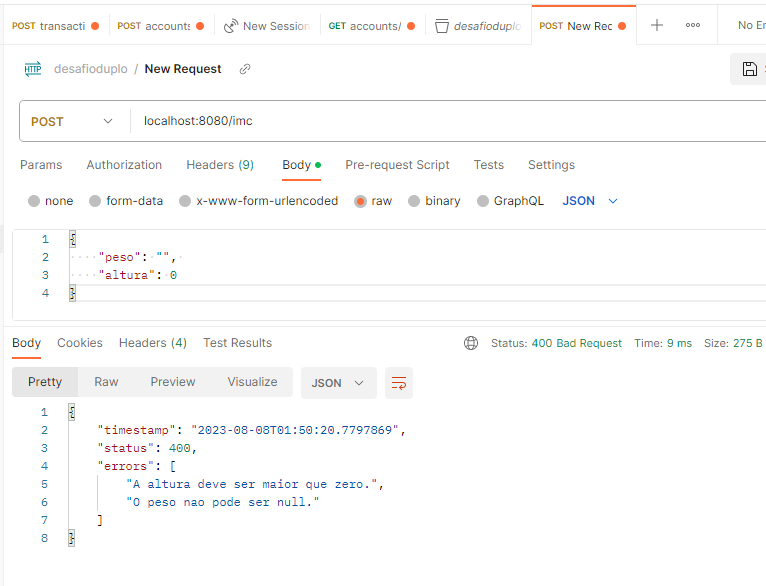 POST transacti POST accounts New Session GET accounts/ desafioduplo POST New Rec No En
HTTP desafioduplo / New Request
POST localhost:8080/imc
Params Authorization Headers (9) Body Pre-request Script Tests Settings
none form-data x-www-form-urlencoded raw binary GraphQL JSON
1 {
2 "peso": "",
3 "altura": 0
4 }
Body Cookies Headers (4) Test Results Status: 400 Bad Request Time: 9 ms Size: 275 B
Pretty Raw Preview Visualize JSON
1 {
2 "timestamp": "2023-08-08T01:50:20.7797869",
3 "status": 400,
4 "errors": [
5 "A altura deve ser maior que zero.",
6 "O peso nao pode ser null."
7 ]
8 }